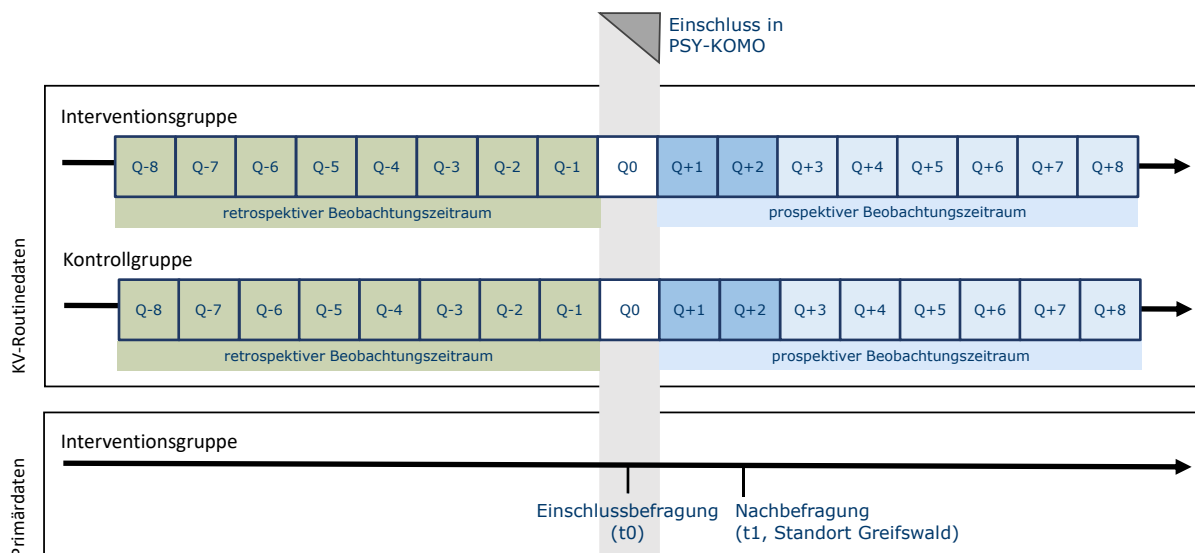 Einschluss in
PSY-KOMO
KV-Routinedaten
Interventionsgruppe
Q-8 Q-7 Q-6 Q-5 Q-4 Q-3 Q-2 Q-1 Q0 Q+1 Q+2 Q+3 Q+4 Q+5 Q+6 Q+7 Q+8
retrospektiver Beobachtungszeitraum prospektiver Beobachtungszeitraum
Kontrollgruppe
Q-8 Q-7 Q-6 Q-5 Q-4 Q-3 Q-2 Q-1 Q0 Q+1 Q+2 Q+3 Q+4 Q+5 Q+6 Q+7 Q+8
retrospektiver Beobachtungszeitraum prospektiver Beobachtungszeitraum
Primärdaten
Interventionsgruppe
Einschlussbefragung
(t0)
Nachbefragung
(t1, Standort Greifswald)